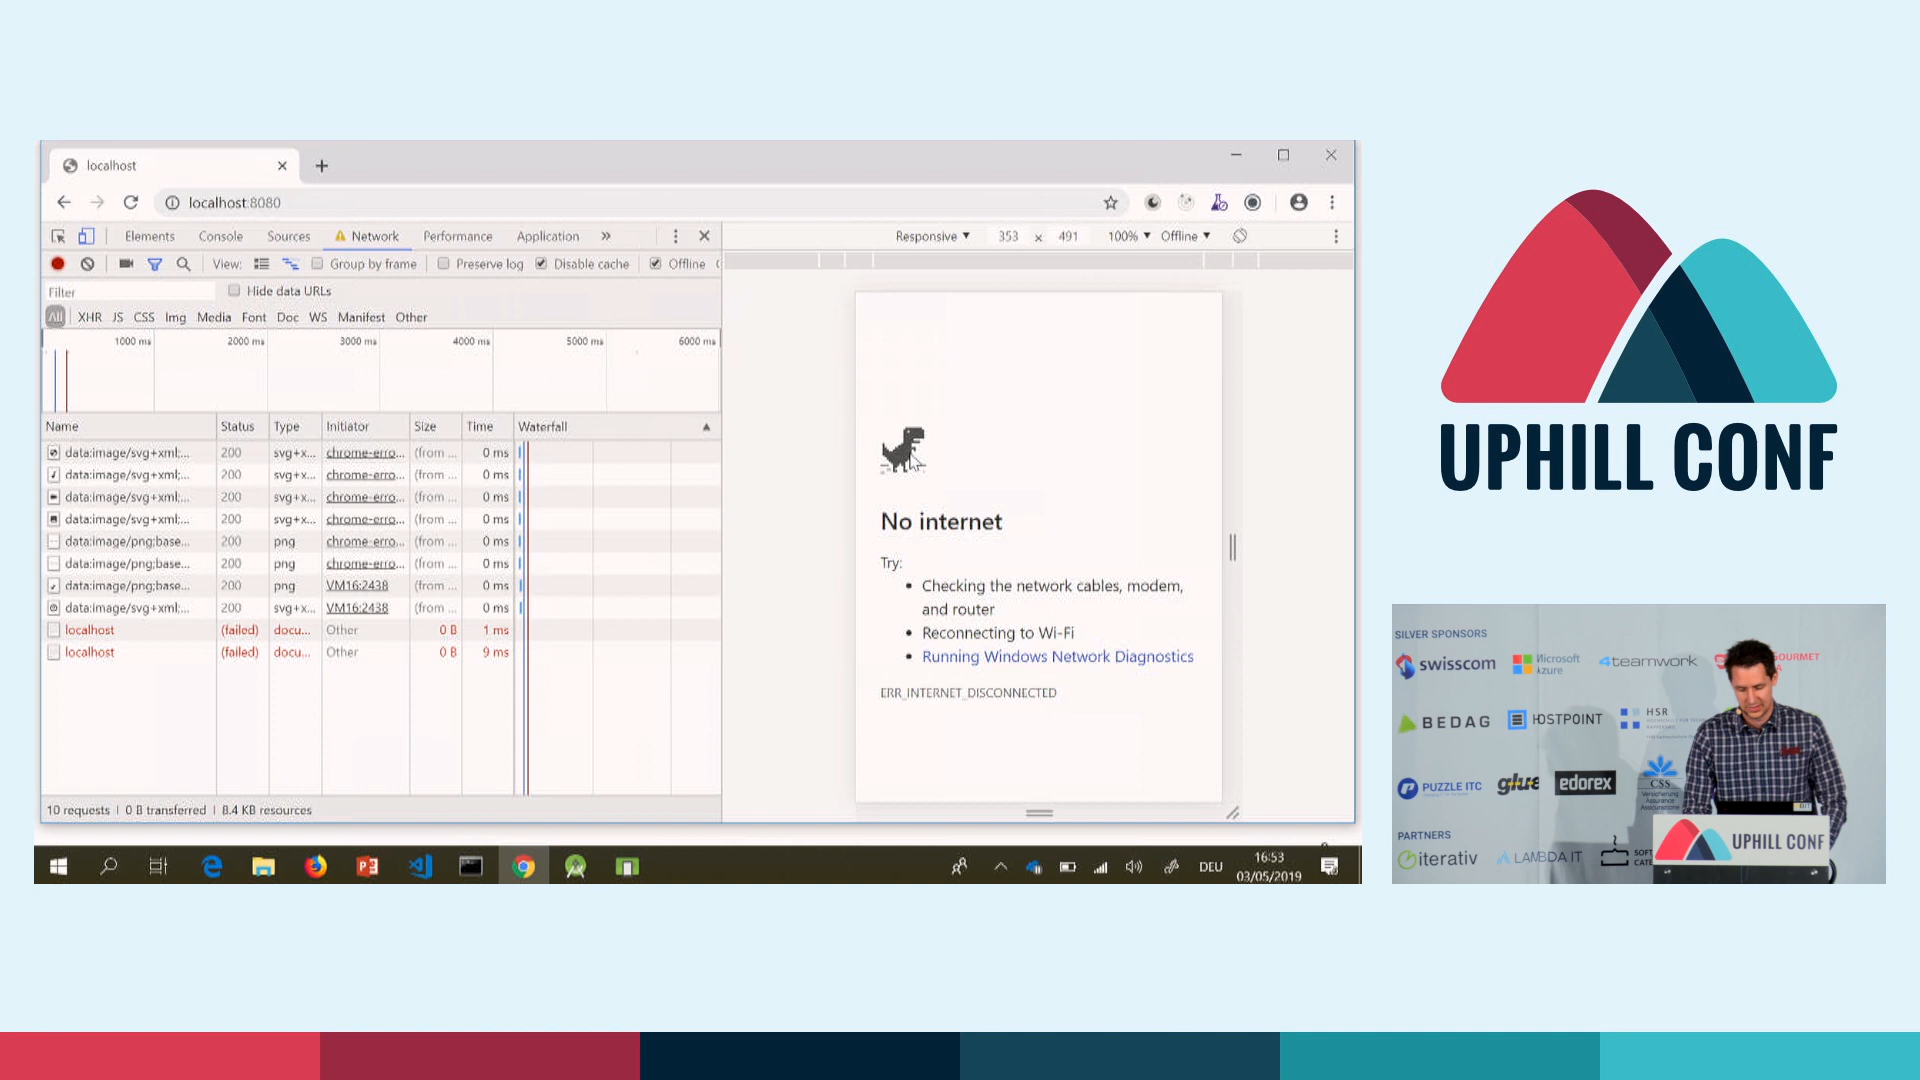 localhost
localhost:8080
Elements Console Sources Network Performance Application »
Responsive 353 x 491 100% Offline
View: Group by frame Preserve log Disable cache Offline
Filter Hide data URLs
All XHR JS CSS Img Media Font Doc WS Manifest Other
1000 ms 2000 ms 3000 ms 4000 ms 5000 ms 6000 ms
Name Status Type Initiator Size Time Waterfall
data:image/svg+xml;... 200 svg+x... chrome-erro... (from ... 0 ms
data:image/svg+xml;... 200 svg+x... chrome-erro... (from ... 0 ms
data:image/svg+xml;... 200 svg+x... chrome-erro... (from ... 0 ms
data:image/svg+xml;... 200 svg+x... chrome-erro... (from ... 0 ms
data:image/png;base... 200 png chrome-erro... (from ... 0 ms
data:image/png;base... 200 png chrome-erro... (from ... 0 ms
data:image/png;base... 200 png VM16:2438 (from ... 0 ms
data:image/svg+xml;... 200 svg+x... VM16:2438 (from ... 0 ms
localhost (failed) docu... Other 0 B 1 ms
localhost (failed) docu... Other 0 B 9 ms
10 requests | 0 B transferred | 8.4 KB resources
No internet
Try:
• Checking the network cables, modem,
and router
• Reconnecting to Wi-Fi
• Running Windows Network Diagnostics
ERR_INTERNET_DISCONNECTED
DEU
16:53
03/05/2019
UPHILL CONF
SILVER SPONSORS
swisscom Microsoft Azure 4teamwork
BEDAG HOSTPOINT HSR
PUZZLE ITC glue edorex CSS
Versicherung
Assurance
Assicurazione
PARTNERS
iterativ LAMBDA IT
UPHILL CONF